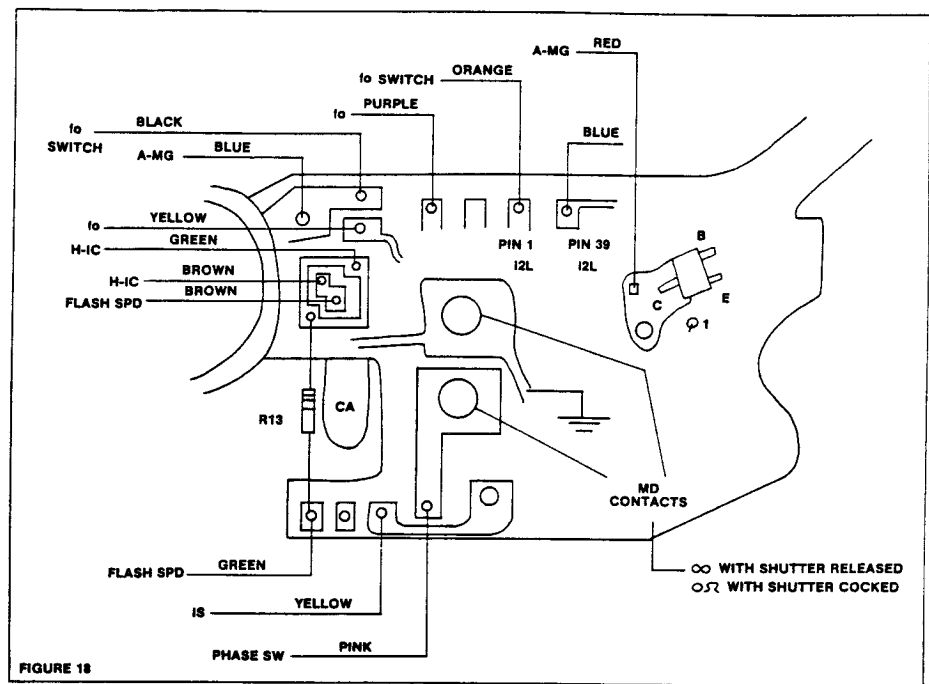 A-MG RED
fo SWITCH ORANGE
fo PURPLE
BLACK
fo
SWITCH
BLUE
A-MG BLUE
fo YELLOW
H-IC GREEN
H-IC BROWN
FLASH SPD BROWN
PIN 1 PIN 39
I2L I2L
B
C
E
1
R13
CA
MD
CONTACTS
∞ WITH SHUTTER RELEASED
OΩ WITH SHUTTER COCKED
FLASH SPD GREEN
IS YELLOW
PHASE SW PINK
FIGURE 18